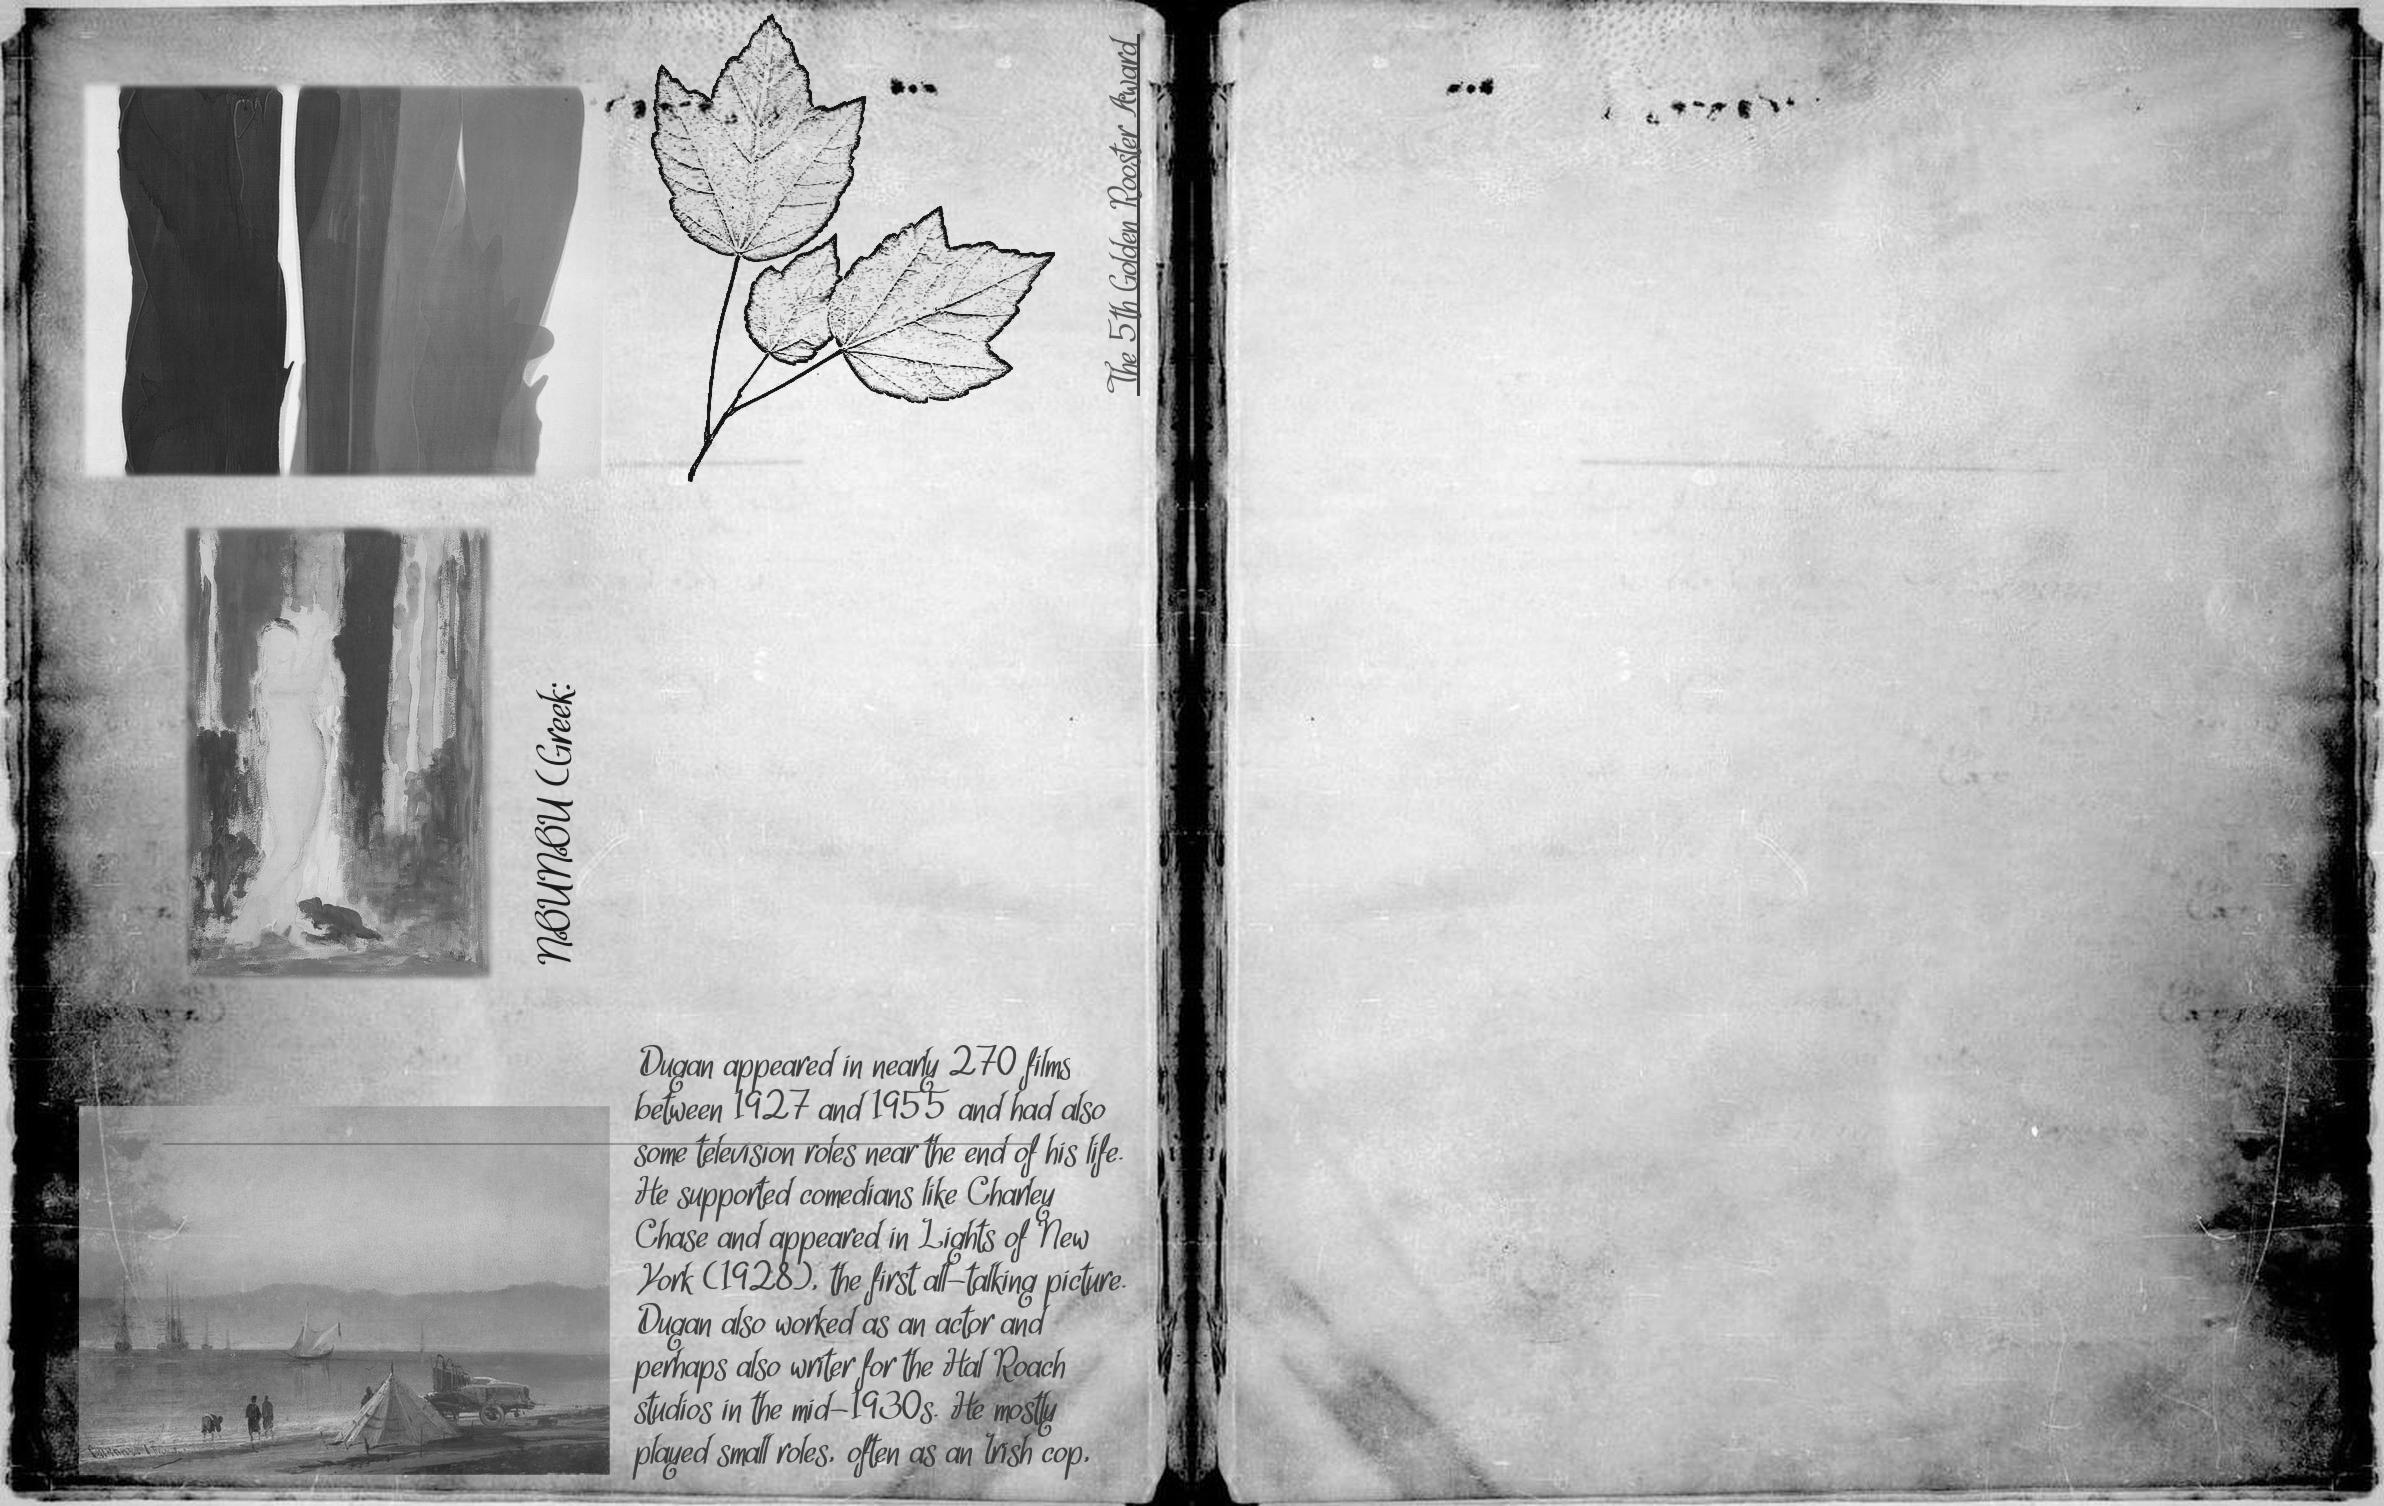 The 5th Golden Rooster Award
NBUNBU (Greek:
Dugan appeared in nearly 270 films
between 1927 and 1955 and had also
some television roles near the end of his life.
He supported comedians like Charley
Chase and appeared in Lights of New
York (1928), the first all-talking picture.
Dugan also worked as an actor and
perhaps also writer for the Hal Roach
studios in the mid-1930s. He mostly
played small roles, often as an Irish cop,